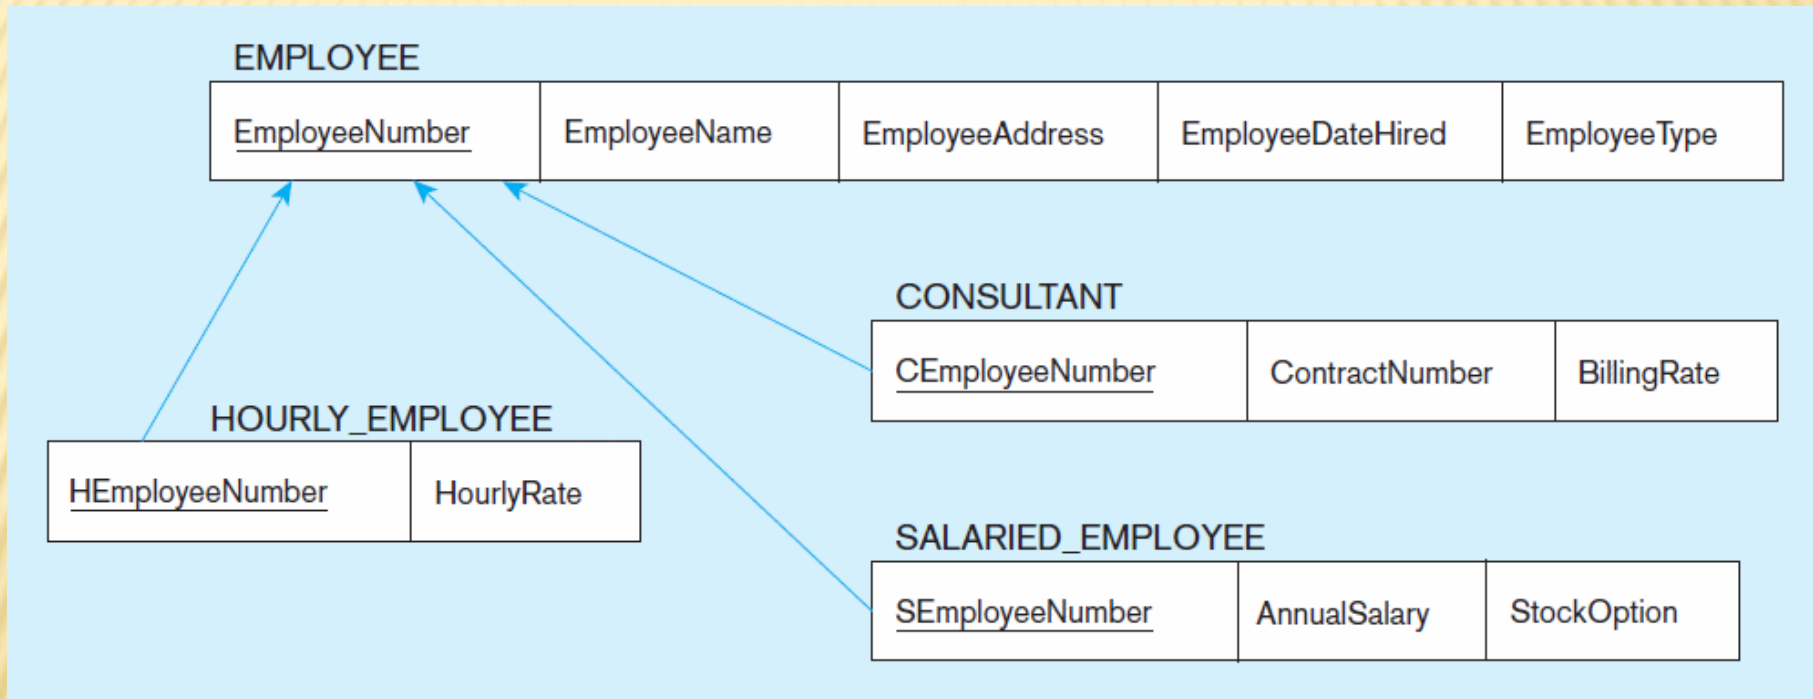 EMPLOYEE
EmployeeNumber EmployeeName EmployeeAddress EmployeeDateHired EmployeeType
CONSULTANT
CEmployeeNumber ContractNumber BillingRate
HOURLY_EMPLOYEE
HEmployeeNumber HourlyRate
SALARIED_EMPLOYEE
SEmployeeNumber AnnualSalary StockOption